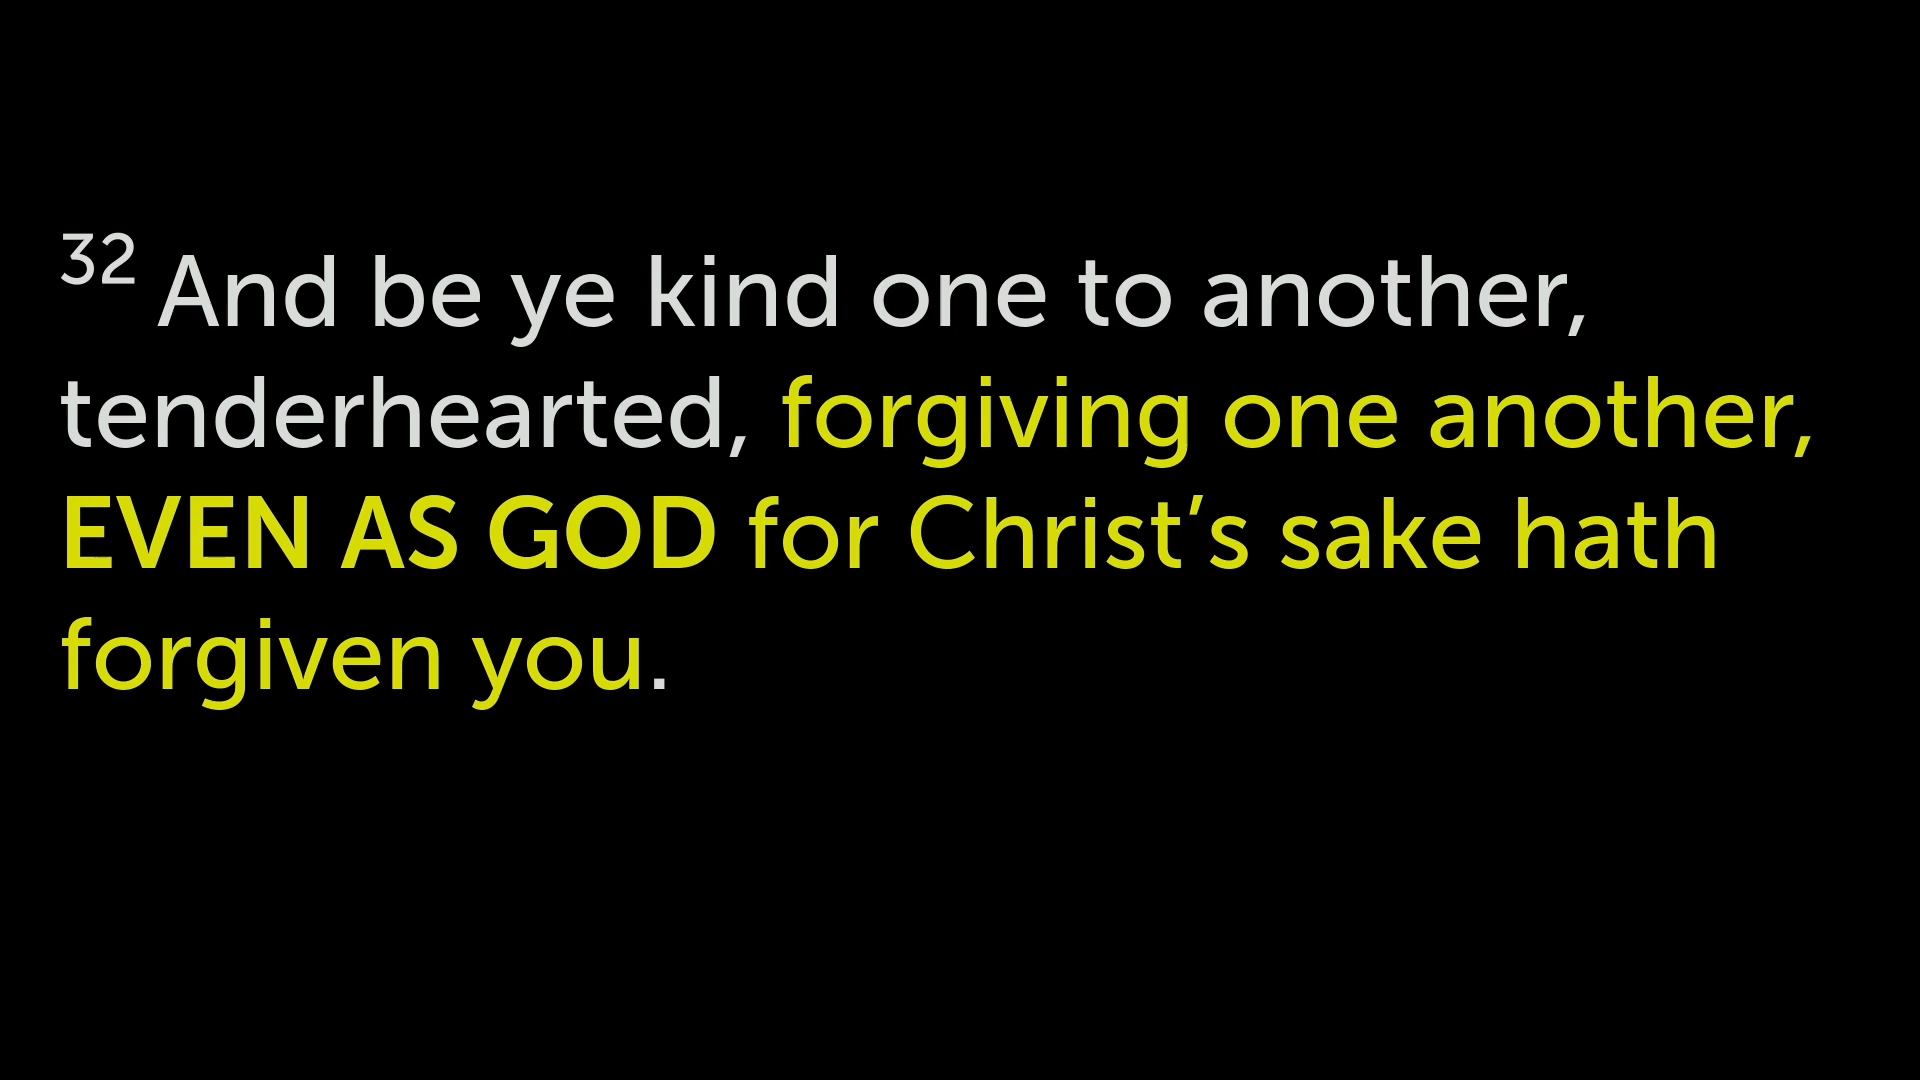 32 And be ye kind one to another,
tenderhearted, forgiving one another,
EVEN AS GOD for Christ’s sake hath
forgiven you.